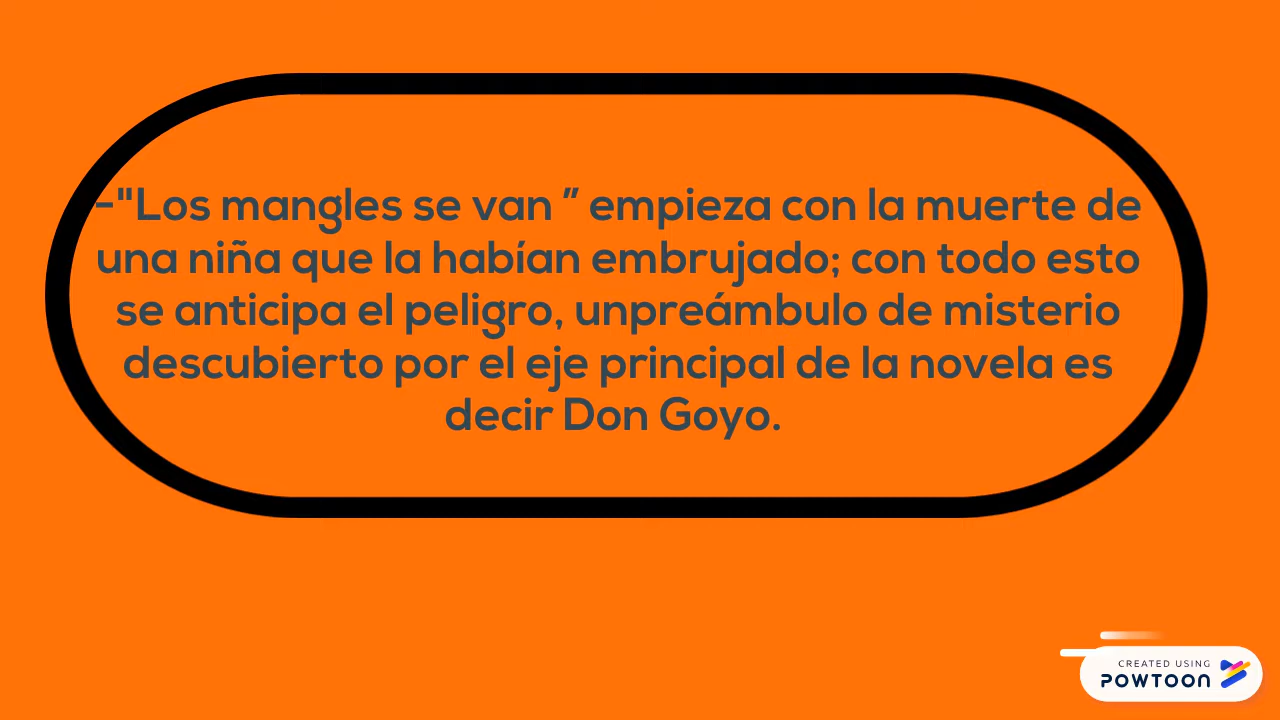 -"Los mangles se van ” empieza con la muerte de
una niña que la habían embrujado; con todo esto
se anticipa el peligro, unpreámbulo de misterio
descubierto por el eje principal de la novela es
decir Don Goyo.
CREATED USING
POWTOON